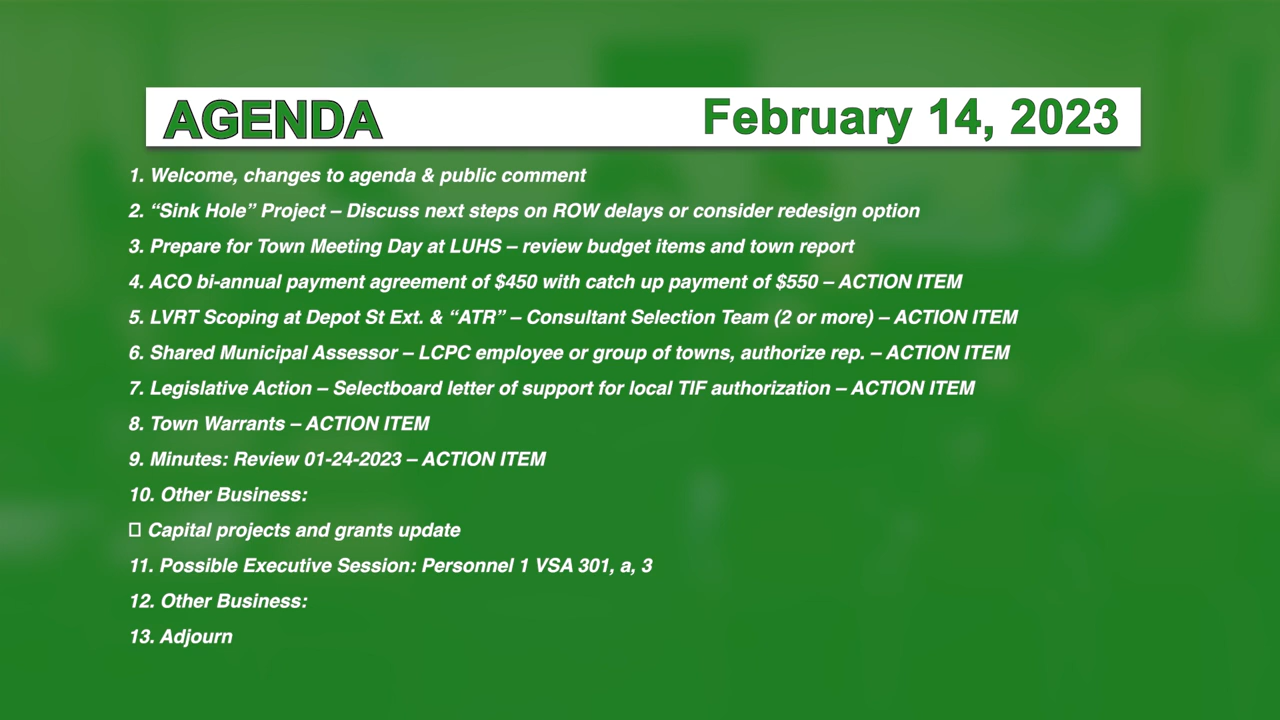 AGENDA February 14, 2023
1. Welcome, changes to agenda & public comment
2. “Sink Hole” Project – Discuss next steps on ROW delays or consider redesign option
3. Prepare for Town Meeting Day at LUHS – review budget items and town report
4. ACO bi-annual payment agreement of $450 with catch up payment of $550 – ACTION ITEM
5. LVRT Scoping at Depot St Ext. & “ATR” – Consultant Selection Team (2 or more) – ACTION ITEM
6. Shared Municipal Assessor – LCPC employee or group of towns, authorize rep. – ACTION ITEM
7. Legislative Action – Selectboard letter of support for local TIF authorization – ACTION ITEM
8. Town Warrants – ACTION ITEM
9. Minutes: Review 01-24-2023 – ACTION ITEM
10. Other Business:
▯ Capital projects and grants update
11. Possible Executive Session: Personnel 1 VSA 301, a, 3
12. Other Business:
13. Adjourn